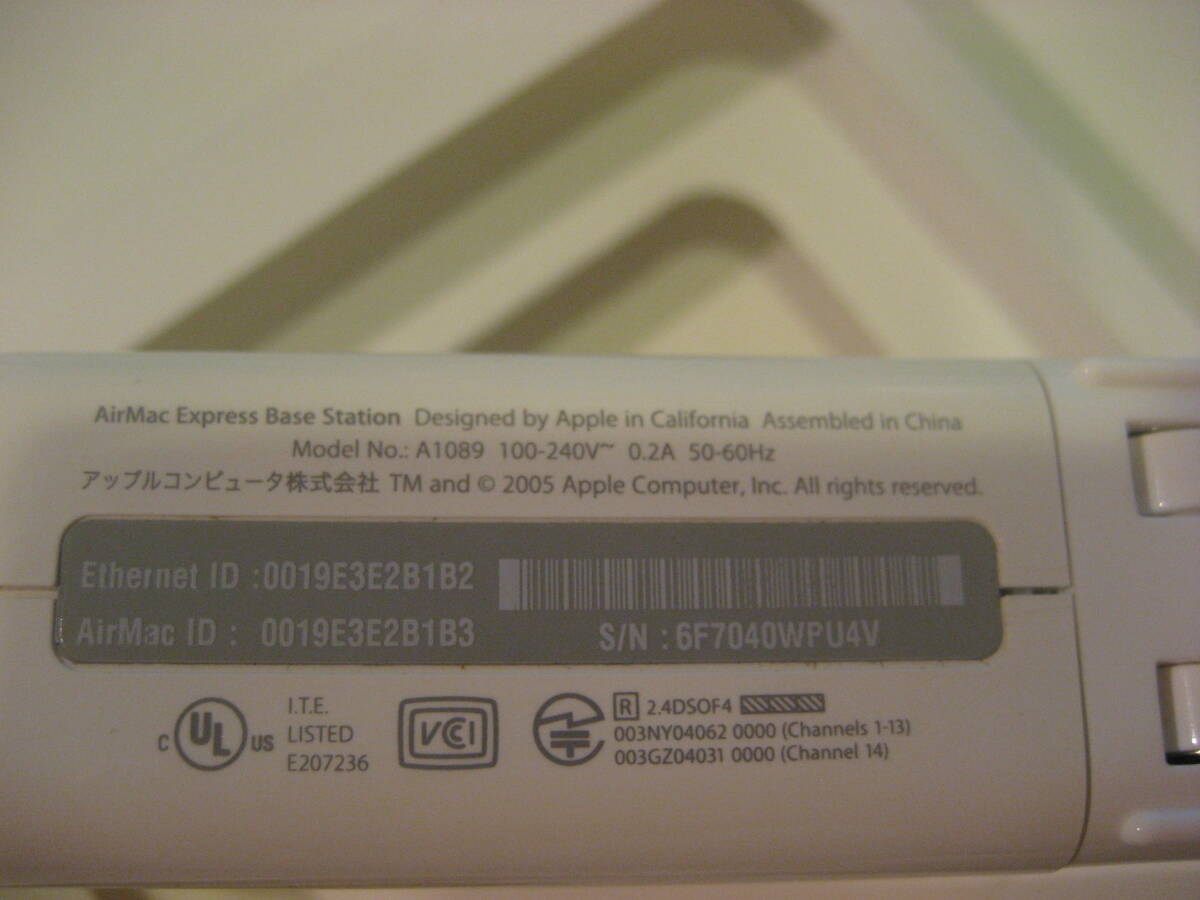 AirMac Express Base Station Designed by Apple in California Assembled in China
Model No.: A1089 100-240V~ 0.2A 50-60Hz
アップルコンピュータ株式会社 TM and © 2005 Apple Computer, Inc. All rights reserved.
Ethernet ID :0019E3E2B1B2
AirMac ID : 0019E3E2B1B3
S/N : 6F7040WPU4V
C UL US
I.T.E.
LISTED
E207236
VCCI
R 2.4DSOF4
003NY04062 0000 (Channels 1-13)
003GZ04031 0000 (Channel 14)